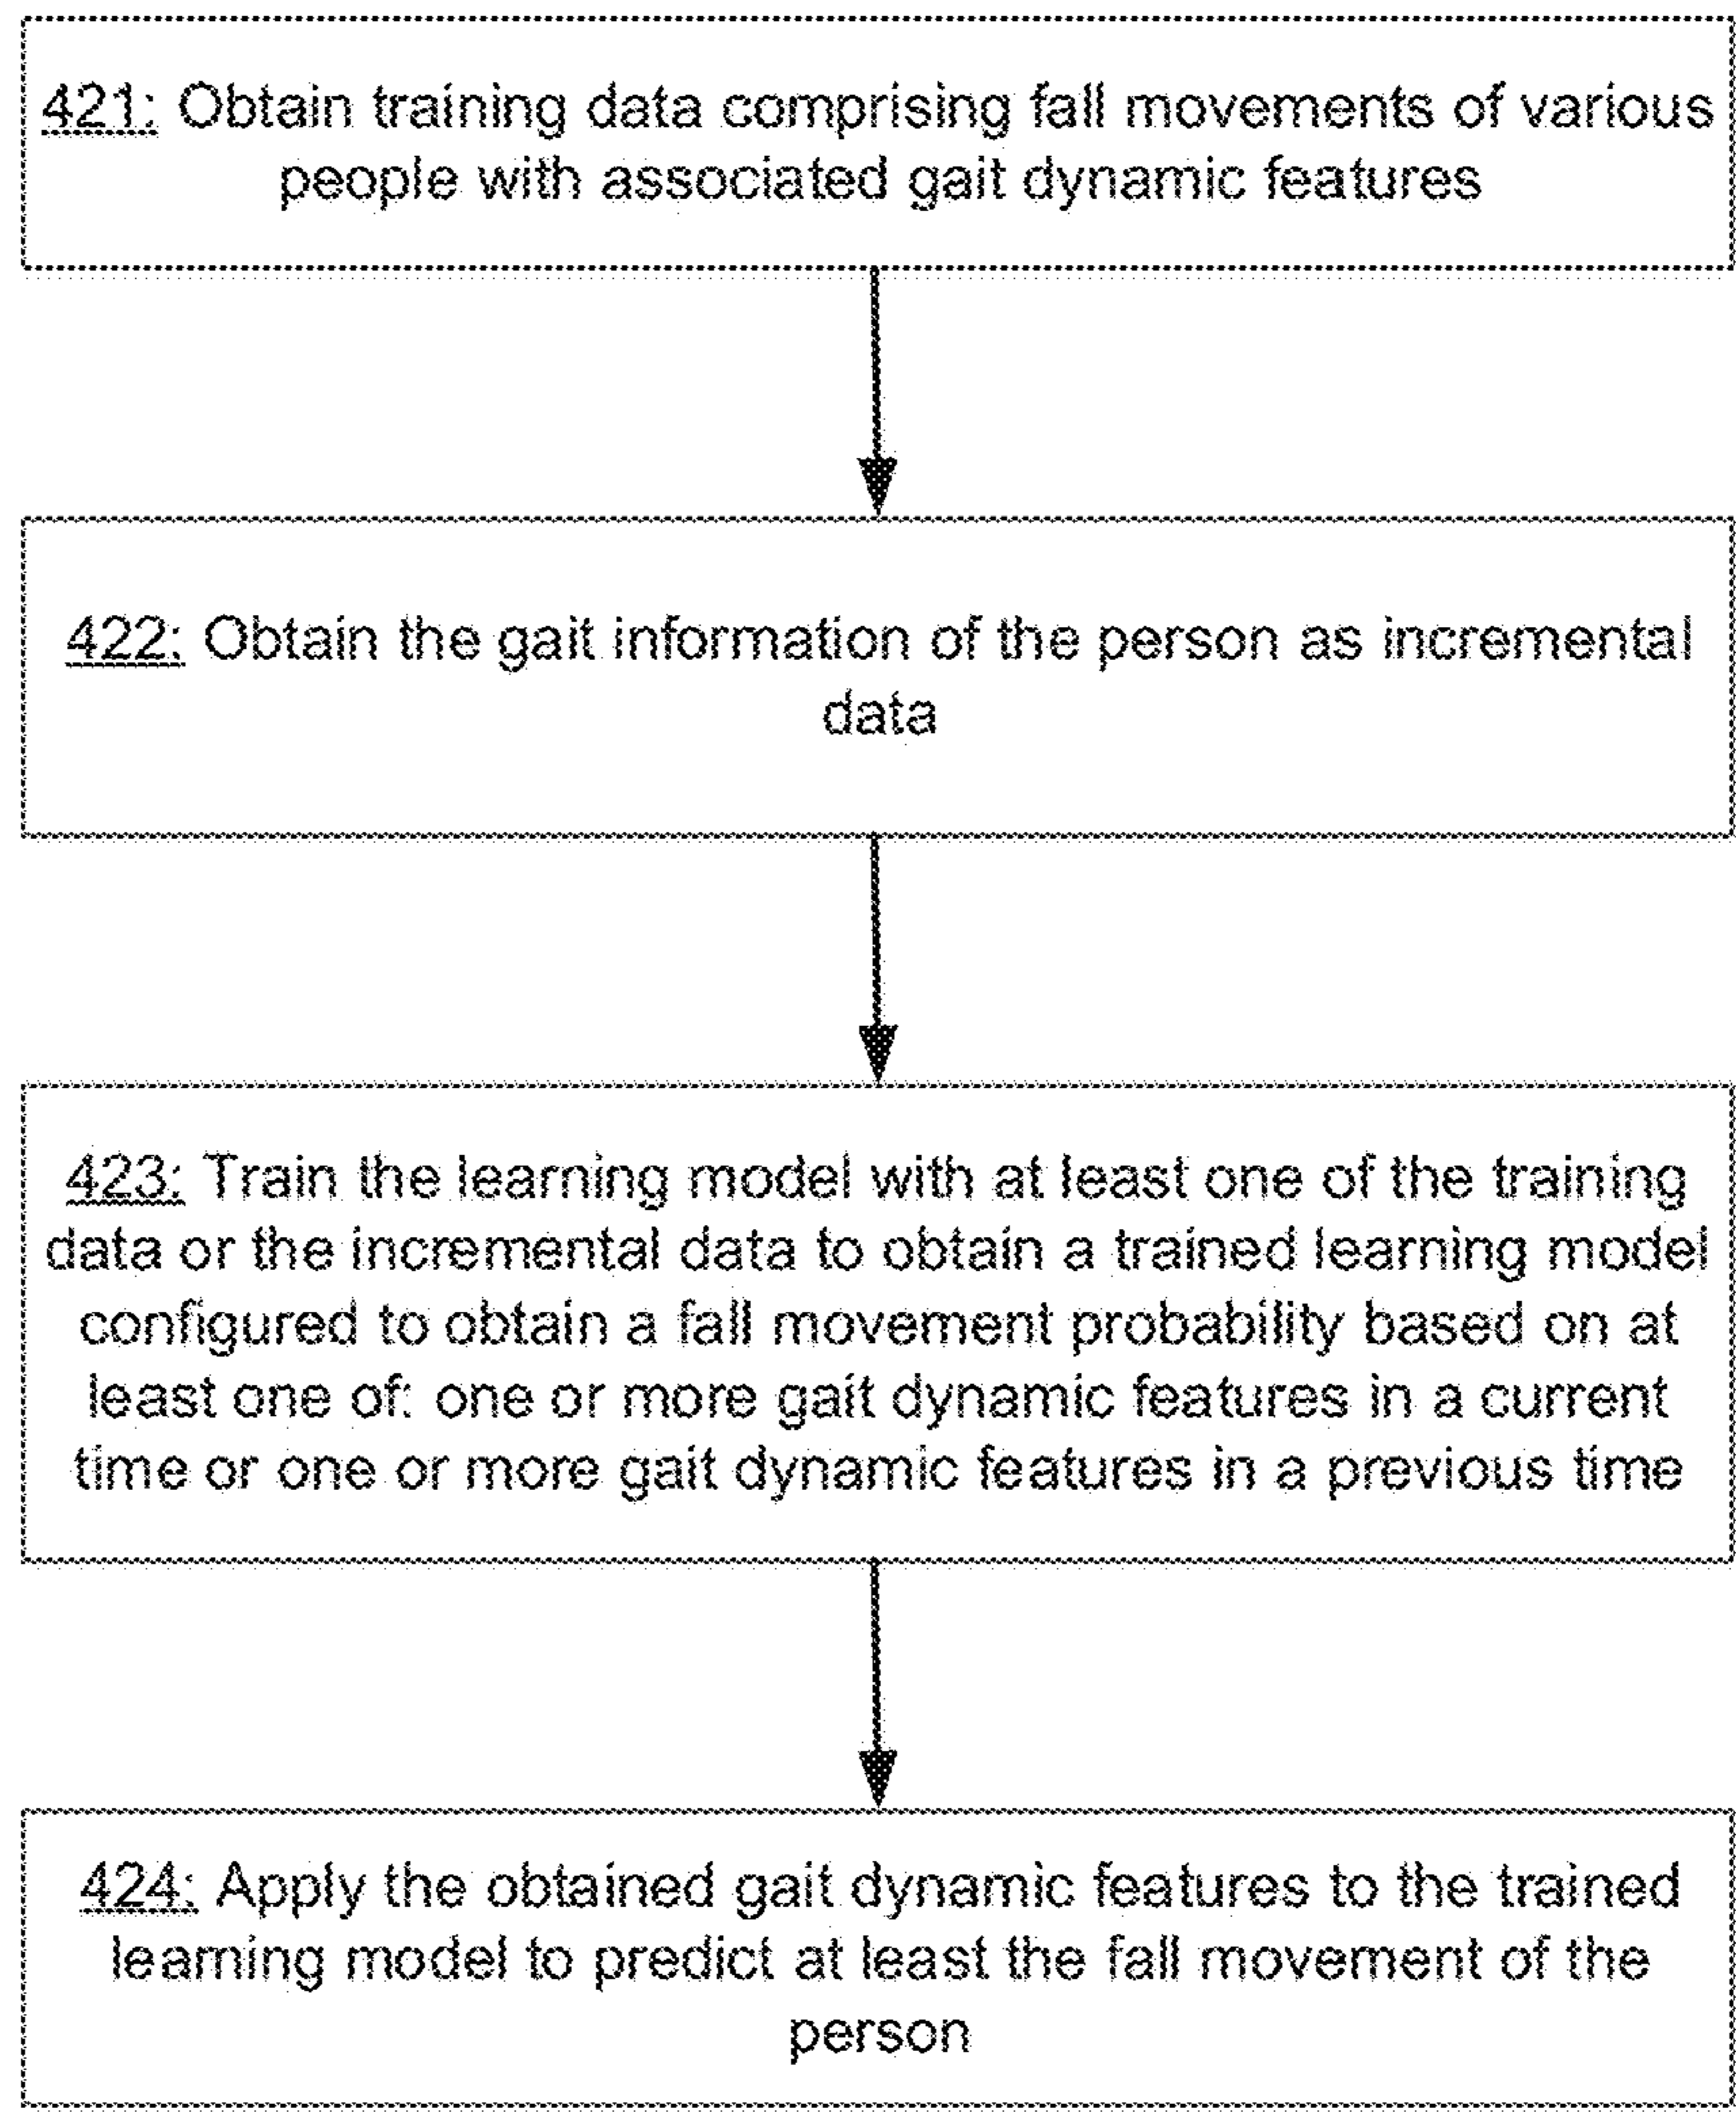 421: Obtain training data comprising fall movements of various
people with associated gait dynamic features
422: Obtain the gait information of the person as incremental
data
423: Train the learning model with at least one of the training
data or the incremental data to obtain a trained learning model
configured to obtain a fall movement probability based on at
least one of: one or more gait dynamic features in a current
time or one or more gait dynamic features in a previous time
424: Apply the obtained gait dynamic features to the trained
learning model to predict at least the fall movement of the
person